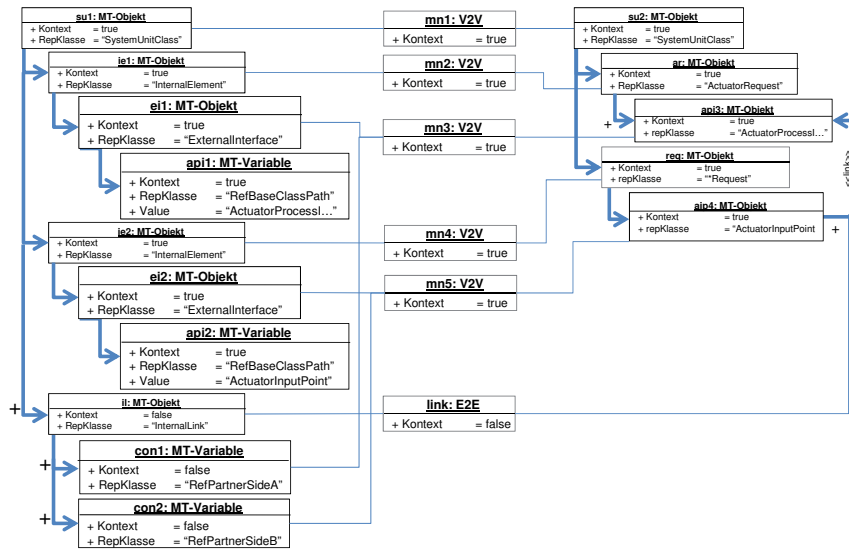 su1: MT-Objekt
+ Kontext = true
+ RepKlasse = “SystemUnitClass”
ie1: MT-Objekt
+ Kontext = true
+ RepKlasse = “InternalElement”
ei1: MT-Objekt
+ Kontext = true
+ RepKlasse = “ExternalInterface”
api1: MT-Variable
+ Kontext = true
+ RepKlasse = “RefBaseClassPath”
+ Value = “ActuatorProcessI…”
ie2: MT-Objekt
+ Kontext = true
+ RepKlasse = “InternalElement”
ei2: MT-Objekt
+ Kontext = true
+ RepKlasse = “ExternalInterface”
api2: MT-Variable
+ Kontext = true
+ RepKlasse = “RefBaseClassPath”
+ Value = “ActuatorInputPoint”
+
il: MT-Objekt
+ Kontext = false
+ RepKlasse = “InternalLink”
+
con1: MT-Variable
+ Kontext = false
+ RepKlasse = “RefPartnerSideA”
+
con2: MT-Variable
+ Kontext = false
+ RepKlasse = “RefPartnerSideB”
mn1: V2V
+ Kontext = true
mn2: V2V
+ Kontext = true
mn3: V2V
+ Kontext = true
mn4: V2V
+ Kontext = true
mn5: V2V
+ Kontext = true
link: E2E
+ Kontext = false
su2: MT-Objekt
+ Kontext = true
+ RepKlasse = “SystemUnitClass”
ar: MT-Objekt
+ Kontext = true
+ RepKlasse = “ActuatorRequest”
+
api3: MT-Objekt
+ Kontext = true
+ repKlasse = “ActuatorProcessI…”
req: MT-Objekt
+ Kontext = true
+ repKlasse = “*Request”
aip4: MT-Objekt
+ Kontext = true
+ repKlasse = “ActuatorInputPoint
+